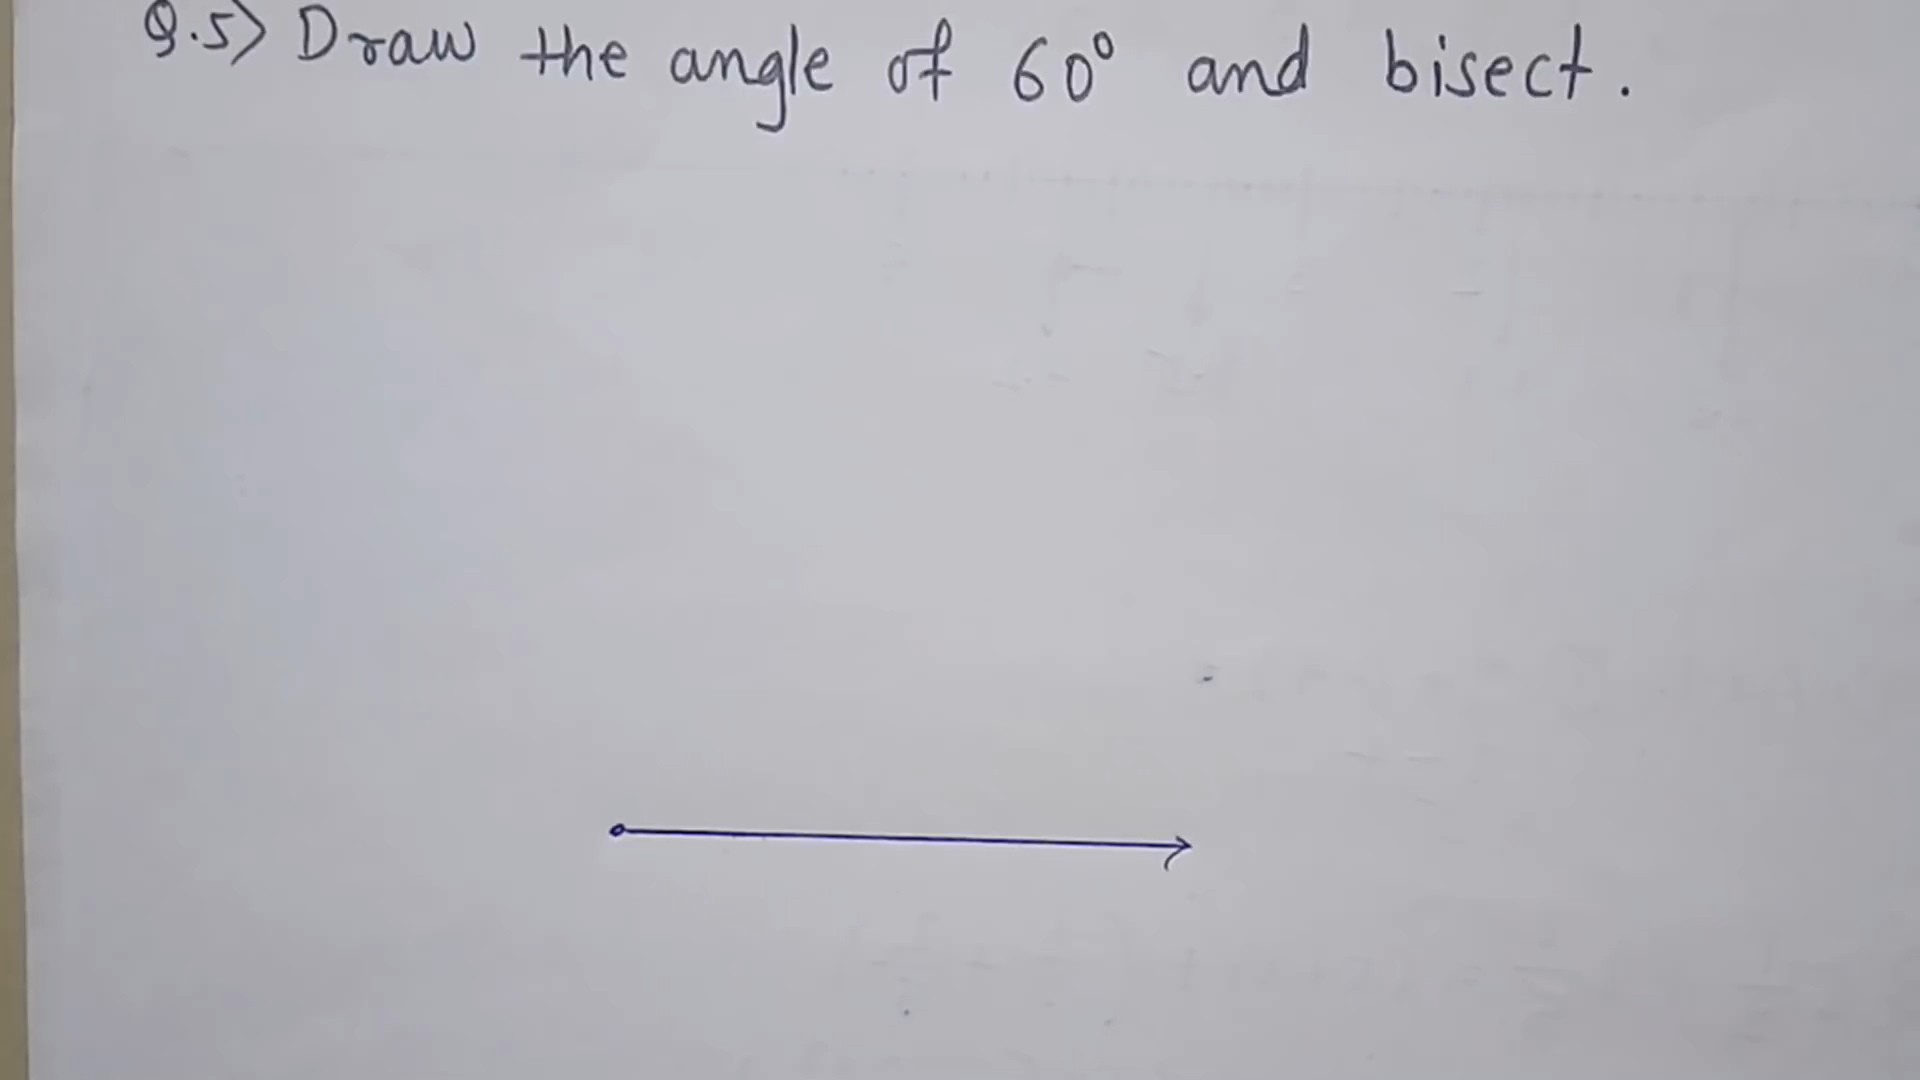 Q.5) Draw the angle of 60° and bisect.